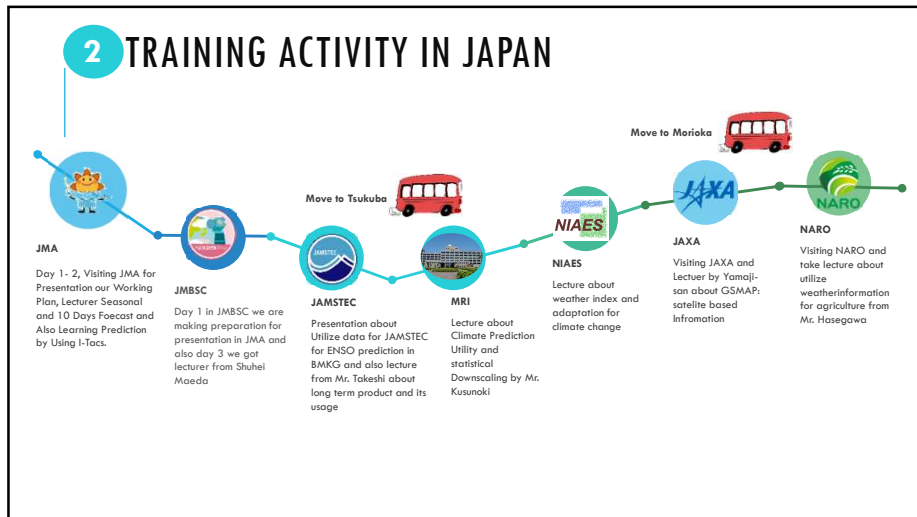 2 TRAINING ACTIVITY IN JAPAN
JMA
Day 1- 2, Visiting JMA for
Presentation our Working
Plan, Lecturer Seasonal
and 10 Days Foecast and
Also Learning Prediction
by Using I-Tacs.
JMBSC
Day 1 in JMBSC we are
making preparation for
presentation in JMA and
also day 3 we got
lecturer from Shuhei
Maeda
Move to Tsukuba
JAMSTEC
JAMSTEC
Presentation about
Utilize data for JAMSTEC
for ENSO prediction in
BMKG and also lecture
from Mr. Takeshi about
long term product and its
usage
MRI
Lecture about
Climate Prediction
Utility and
statistical
Downscaling by Mr.
Kusunoki
NIAES
NIAES
Lecture about
weather index and
adaptation for
climate change
Move to Morioka
JAXA
JAXA
Visiting JAXA and
Lectuer by Yamaji-
san about GSMAP:
satelite based
Infromation
NARO
NARO
Visiting NARO and
take lecture about
utilize
weatherinformation
for agriculture from
Mr. Hasegawa